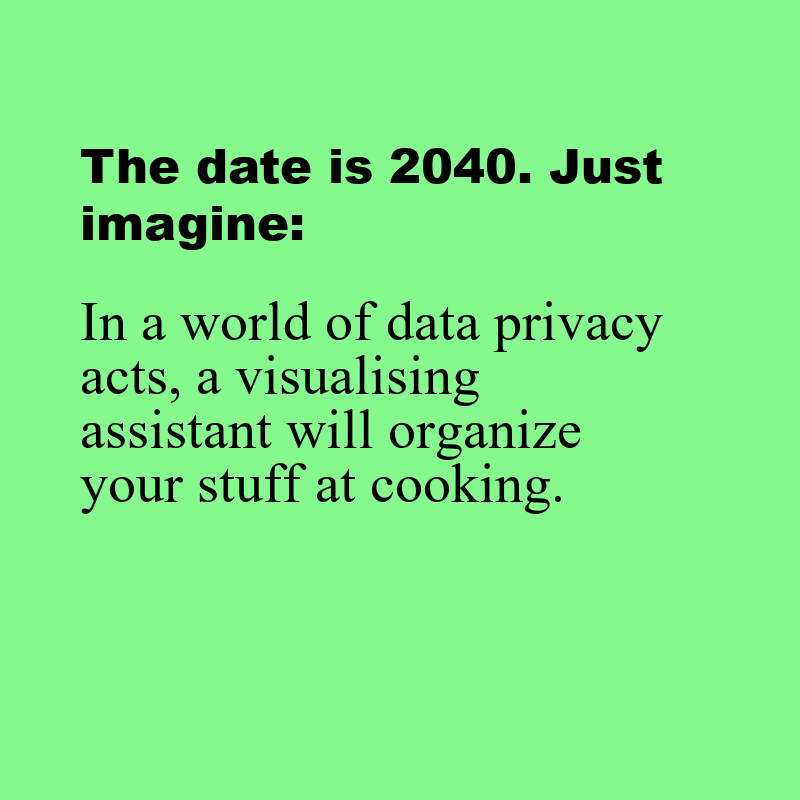 The date is 2040. Just
imagine:
In a world of data privacy
acts, a visualising
assistant will organize
your stuff at cooking.